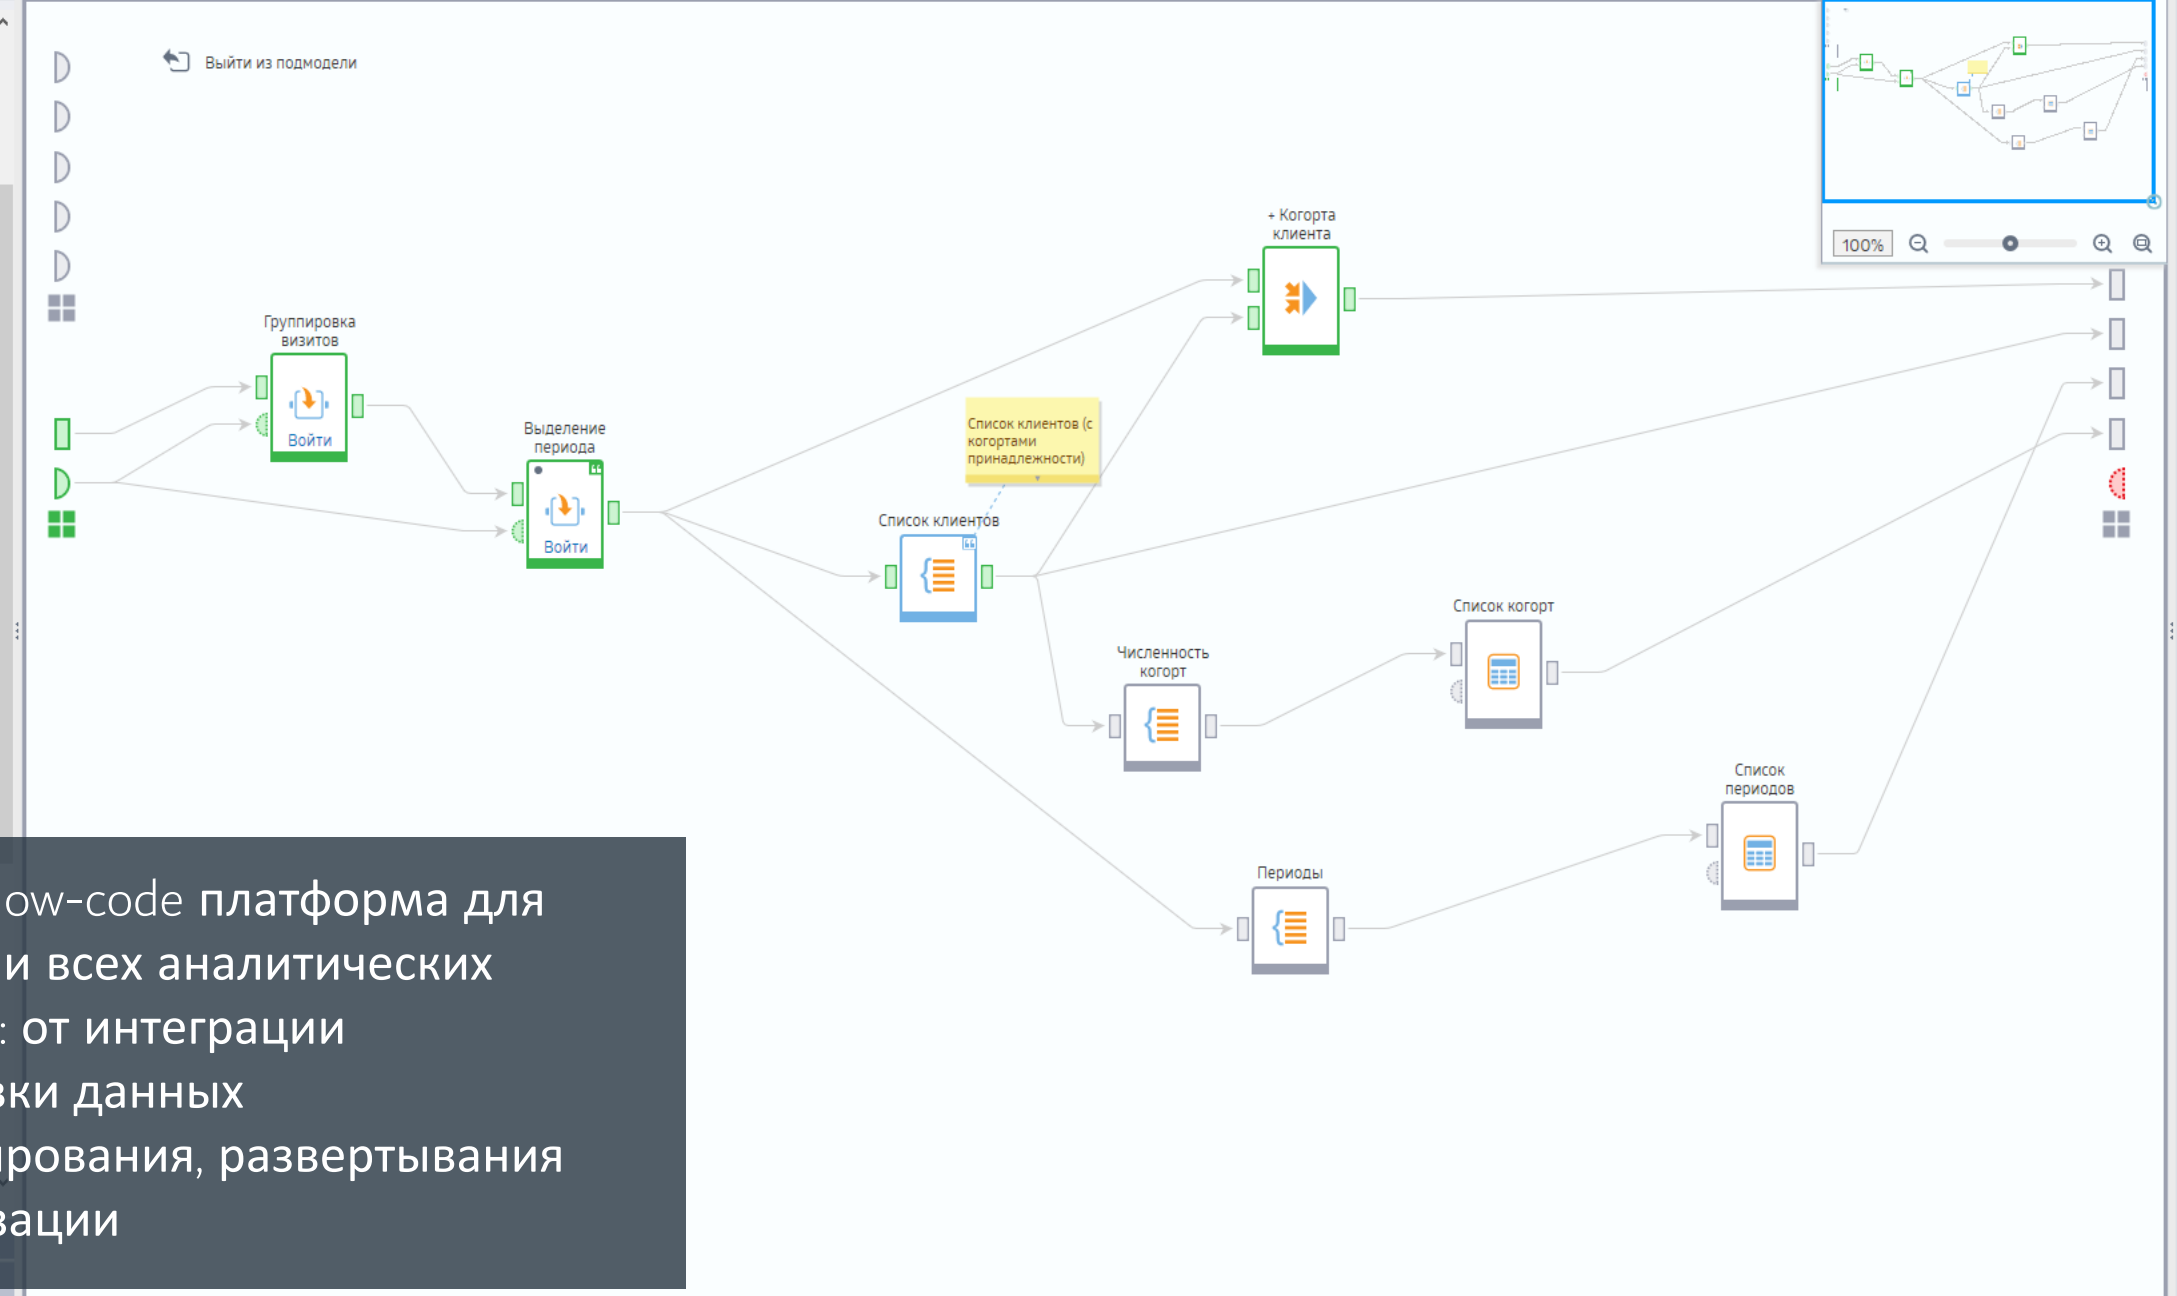 Выйти из подмодели
100%
+ Когорта
клиента
Группировка
визитов
Войти
Выделение
периода
Войти
Список клиентов (с
когортами
принадлежности)
Список клиентов
Список когорт
Численность
когорт
Список
периодов
Периоды
ow-code платформа для
и всех аналитических
: от интеграции
вки данных
ирования, развертывания
зации